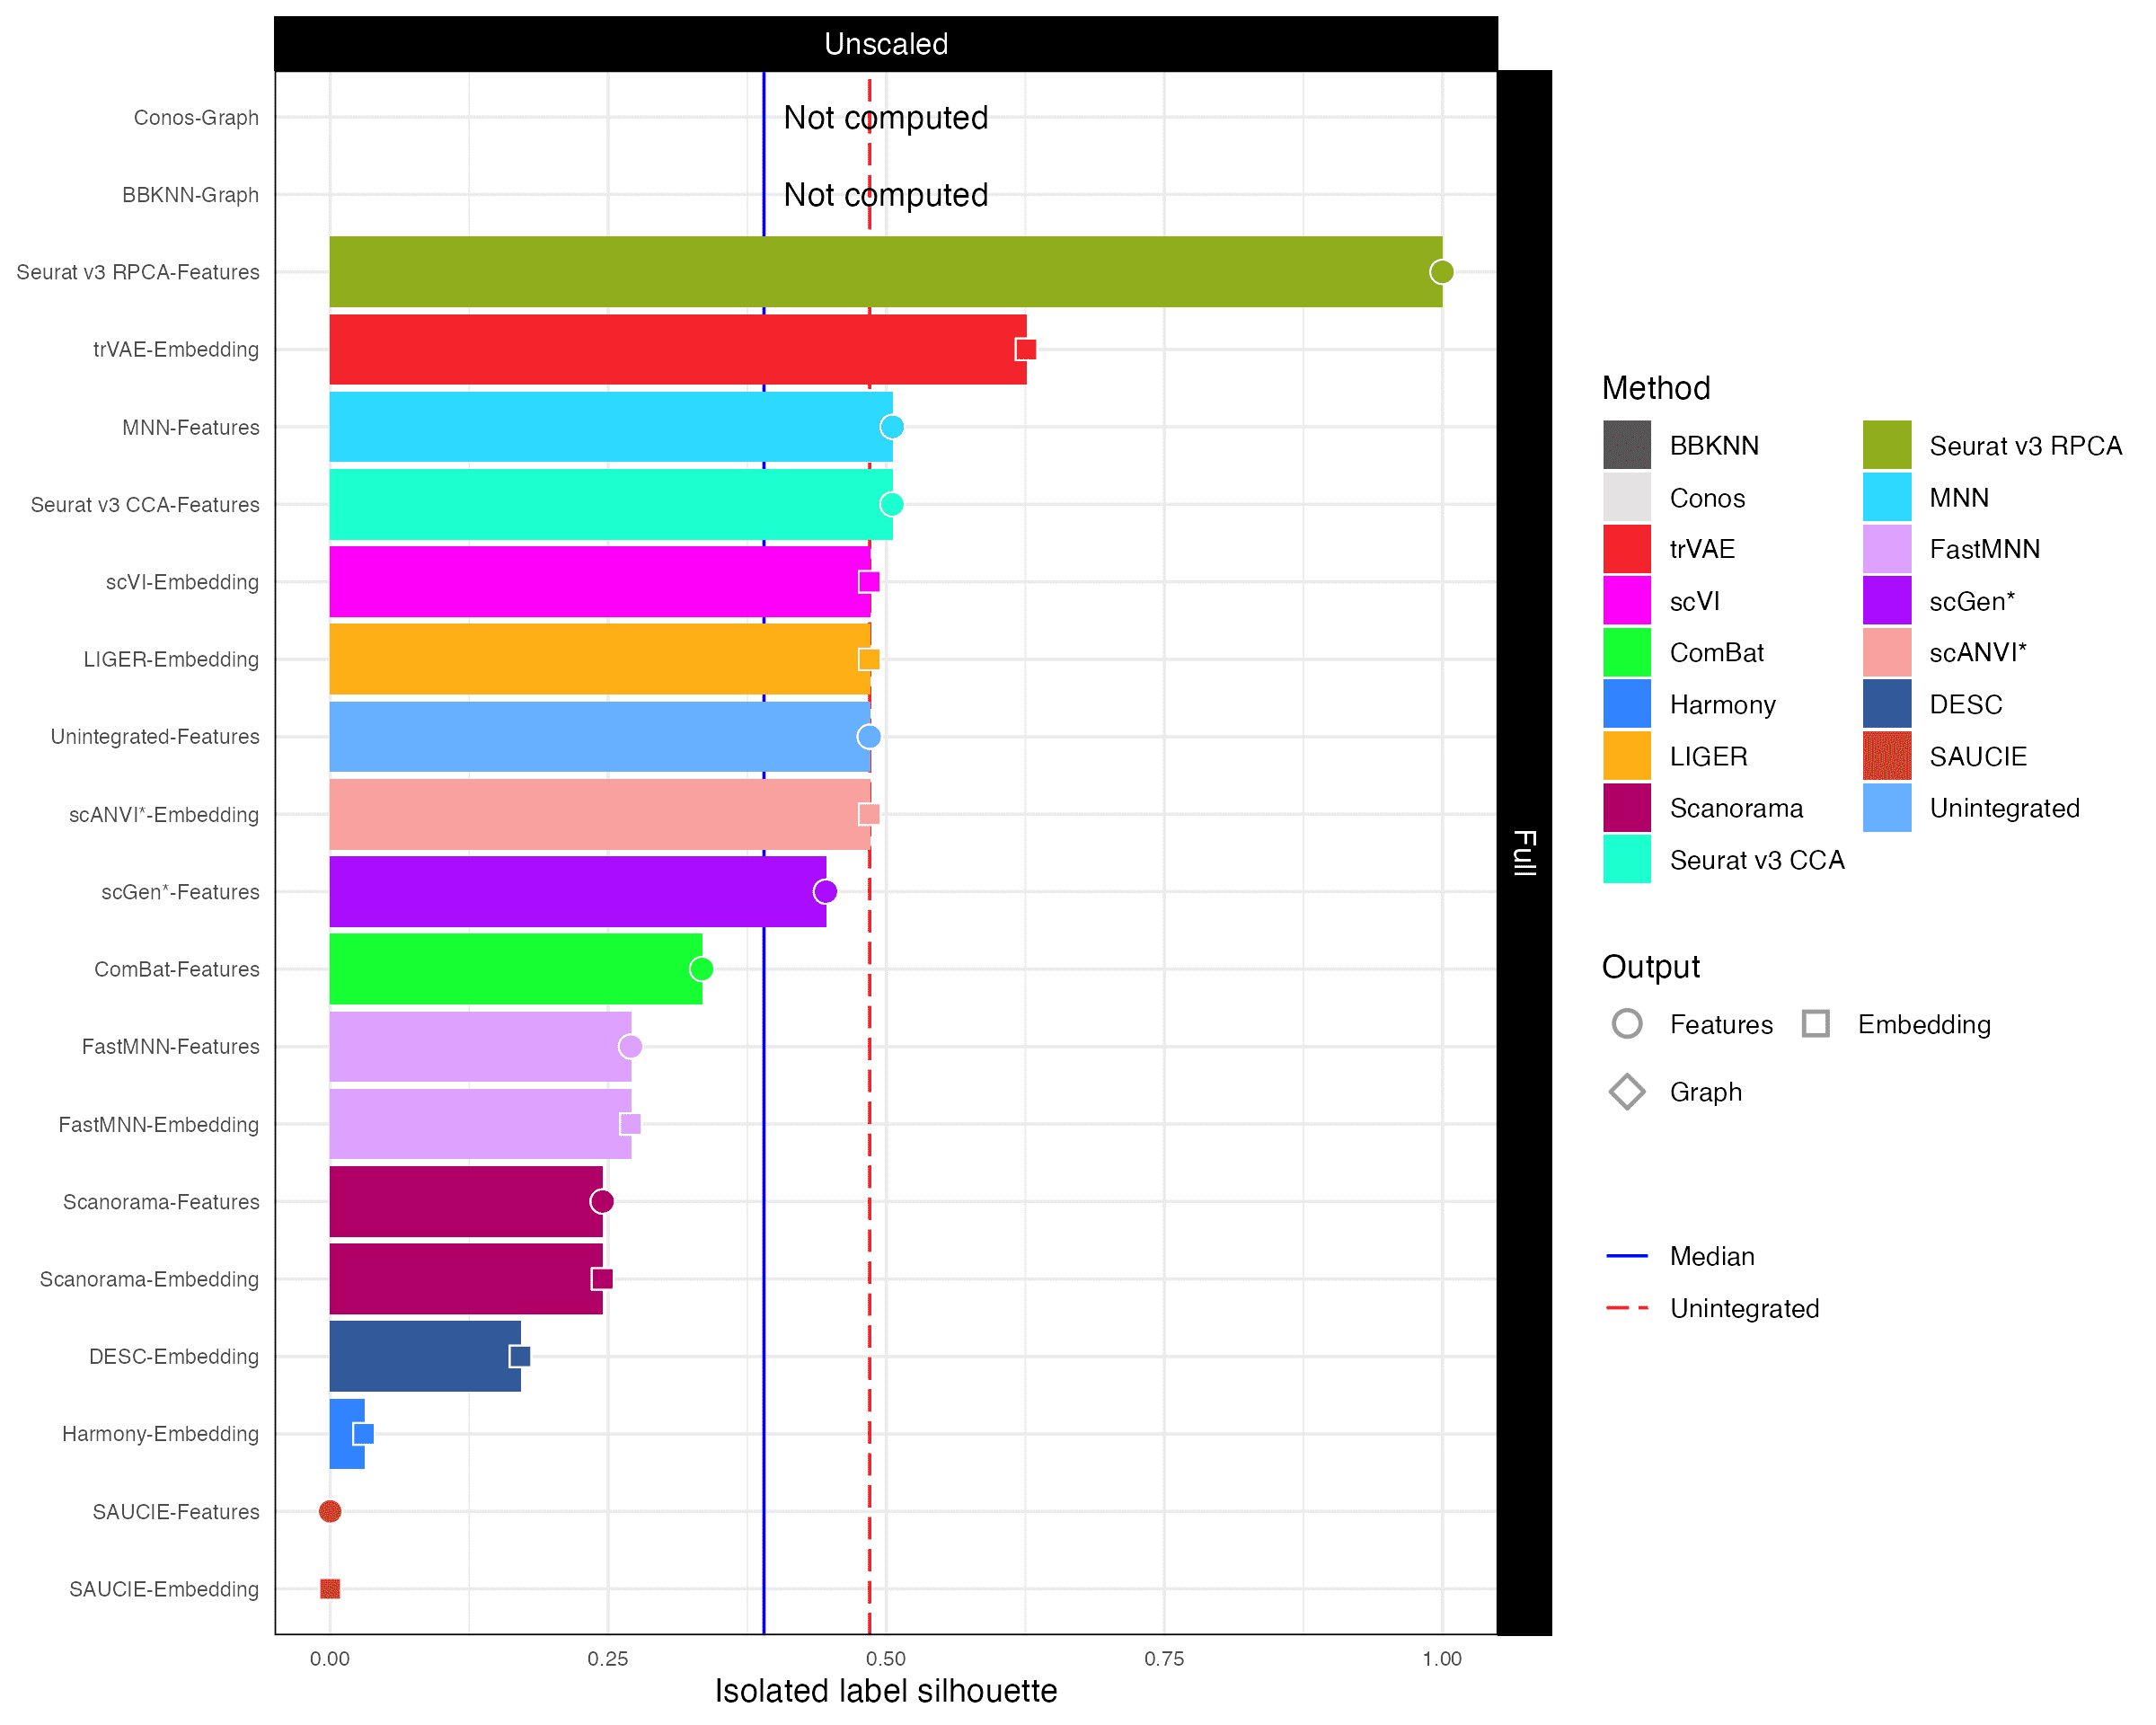 Unscaled
Conos-Graph
Not computed
BBKNN-Graph
Not computed
Seurat v3 RPCA-Features
trVAE-Embedding
MNN-Features
Seurat v3 CCA-Features
scVI-Embedding
LIGER-Embedding
Unintegrated-Features
scANVI*-Embedding
scGen*-Features
ComBat-Features
FastMNN-Features
FastMNN-Embedding
Scanorama-Features
Scanorama-Embedding
DESC-Embedding
Harmony-Embedding
SAUCIE-Features
SAUCIE-Embedding
0.00 0.25 0.50 0.75 1.00
Isolated label silhouette
Full
Method
BBKNN
Conos
trVAE
scVI
ComBat
Harmony
LIGER
Scanorama
Seurat v3 CCA
Seurat v3 RPCA
MNN
FastMNN
scGen*
scANVI*
DESC
SAUCIE
Unintegrated
Output
Features
Embedding
Graph
Median
Unintegrated